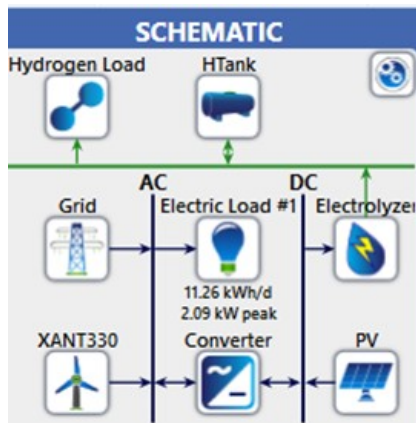 SCHEMATIC
Hydrogen Load HTank
AC DC
Grid Electric Load #1 Electrolyzer
11.26 kWh/d
2.09 kW peak
XANT330 Converter PV